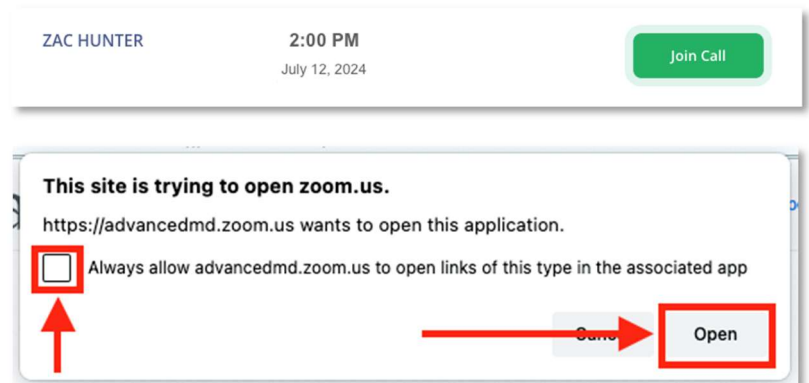 ZAC HUNTER
2:00 PM
Join Call
July 12, 2024
This site is trying to open zoom.us.
https://advancedmd.zoom.us wants to open this application.
Always allow advancedmd.zoom.us to open links of this type in the associated app
Open